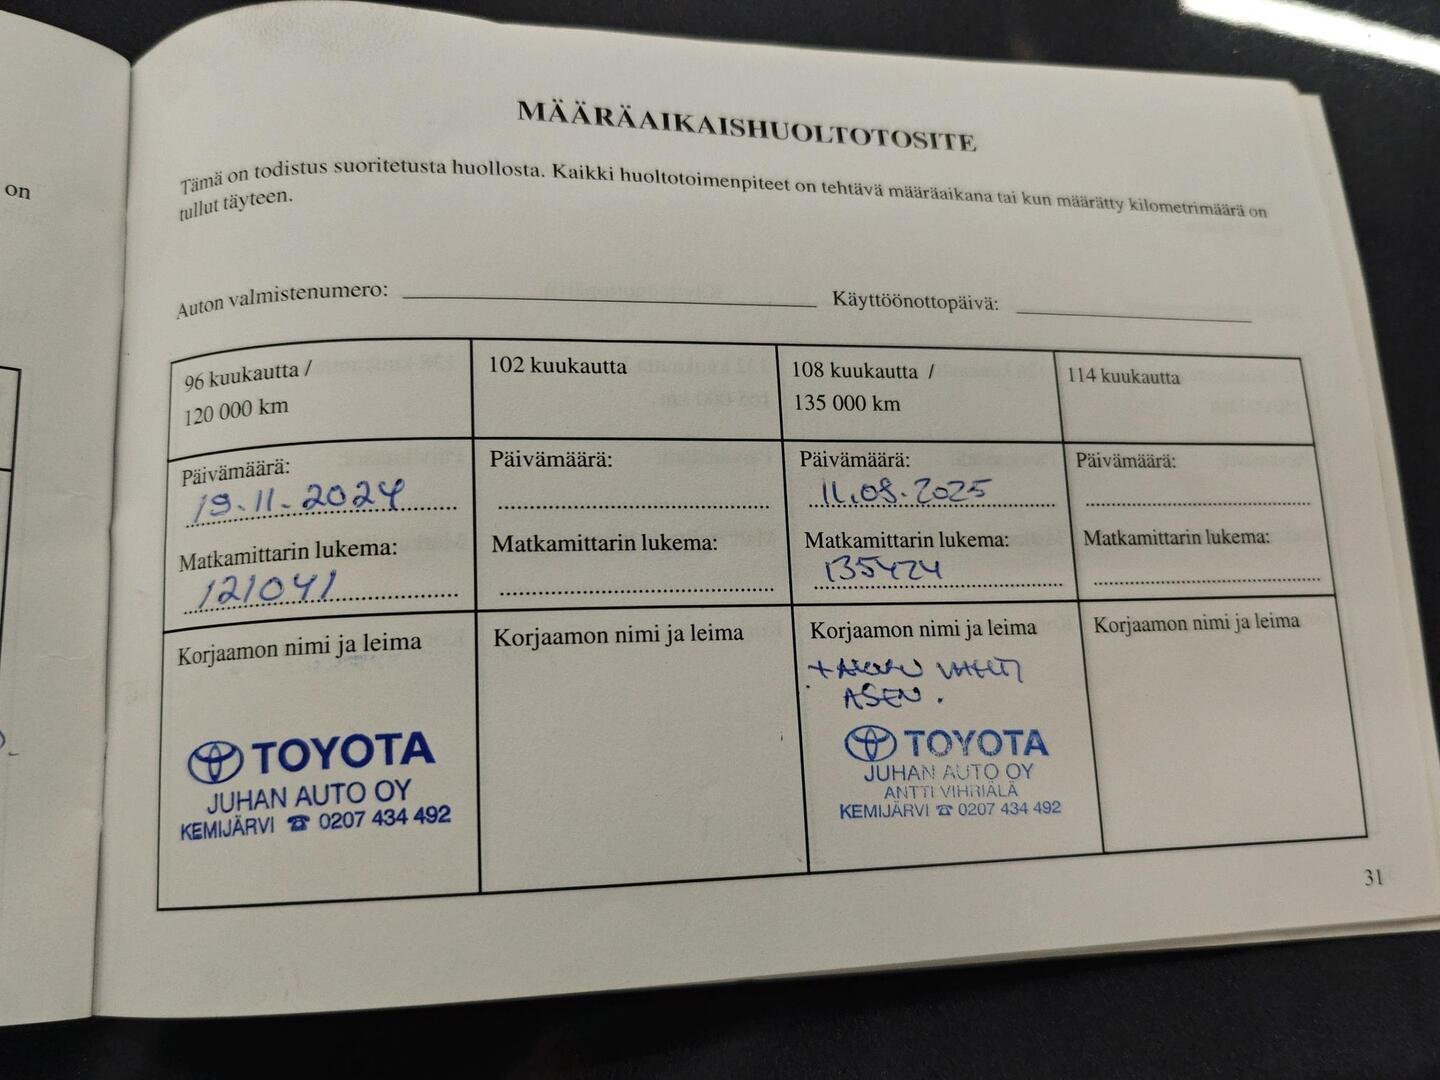 on
MÄÄRÄAIKAISHUOLTOTOSITE
Tämä on todistus suoritetusta huollosta. Kaikki huoltotoimenpiteet on tehtävä määräaikana tai kun määrätty kilometrimäärä on
tullut täyteen.
Auton valmistenumero: Käyttöönottopäivä:
96 kuukautta /
120 000 km
102 kuukautta
108 kuukautta /
135 000 km
114 kuukautta
Päivämäärä:
19.11.2024
Päivämäärä:
Päivämäärä:
11.09.2025
Päivämäärä:
Matkamittarin lukema:
121041
Matkamittarin lukema:
Matkamittarin lukema:
135424
Matkamittarin lukema:
Korjaamon nimi ja leima
TOYOTA
JUHAN AUTO OY
KEMIJÄRVI ☎ 0207 434 492
Korjaamon nimi ja leima
Korjaamon nimi ja leima
+ AKUN VAIHTO
ASEN.
TOYOTA
JUHAN AUTO OY
ANTTI VIHRIÄLÄ
KEMIJÄRVI ☎ 0207 434 492
Korjaamon nimi ja leima
31